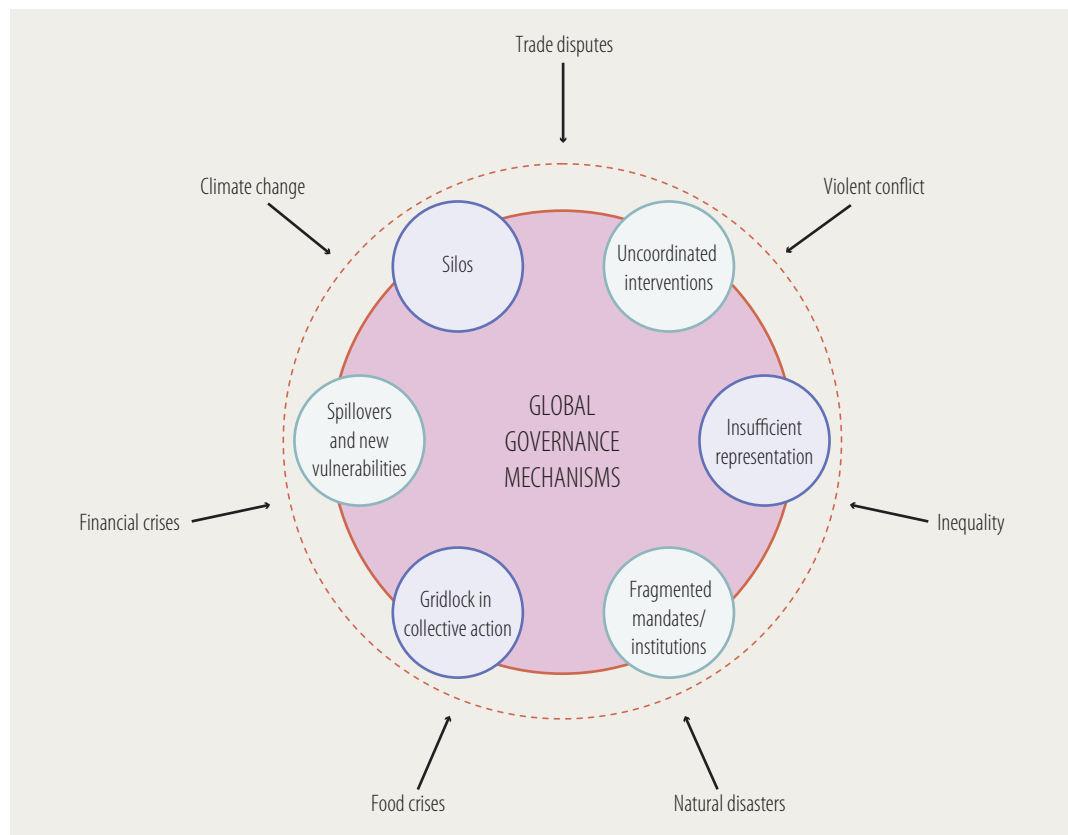 Trade disputes
Climate change
Violent conflict
Silos
Uncoordinated
interventions
Spillovers
and new
vulnerabilities
GLOBAL
GOVERNANCE
MECHANISMS
Insufficient
representation
Financial crises
Inequality
Gridlock in
collective action
Fragmented
mandates/
institutions
Food crises
Natural disasters